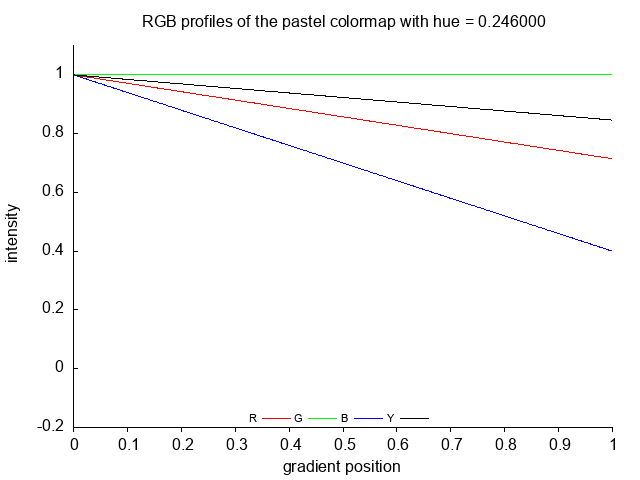 RGB profiles of the pastel colormap with hue = 0.246000
1
0.8
0.6
0.4
0.2
0
-0.2
intensity
R G B Y
0 0.1 0.2 0.3 0.4 0.5 0.6 0.7 0.8 0.9 1
gradient position